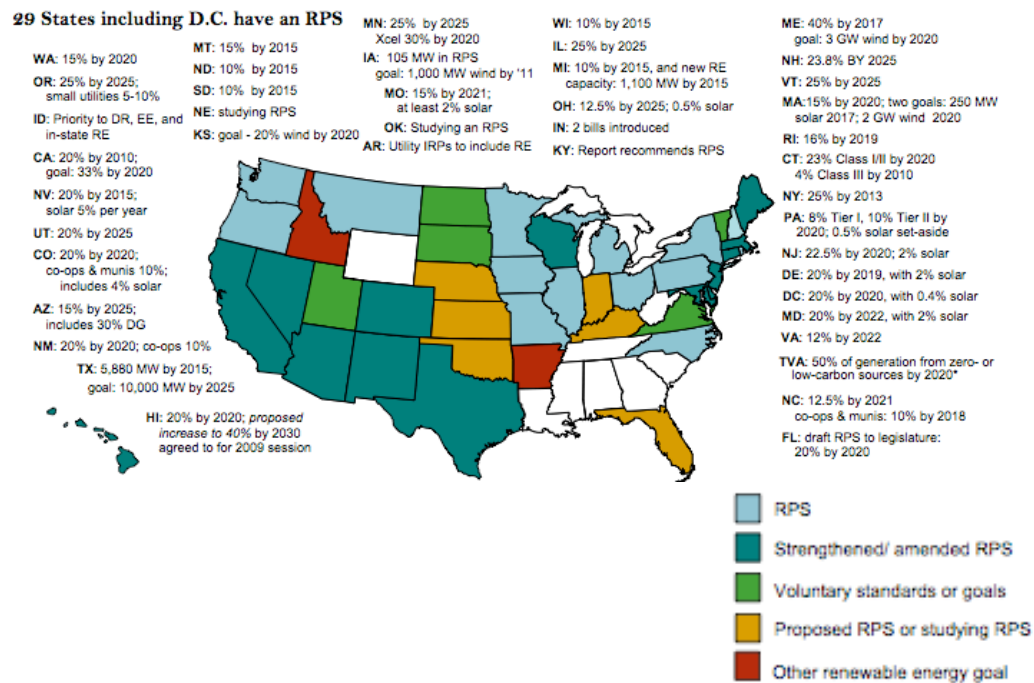 29 States including D.C. have an RPS
WA: 15% by 2020
OR: 25% by 2025;
small utilities 5-10%
ID: Priority to DR, EE, and
in-state RE
CA: 20% by 2010;
goal: 33% by 2020
NV: 20% by 2015;
solar 5% per year
UT: 20% by 2025
CO: 20% by 2020;
co-ops & munis 10%;
includes 4% solar
AZ: 15% by 2025;
includes 30% DG
NM: 20% by 2020; co-ops 10%
TX: 5,880 MW by 2015;
goal: 10,000 MW by 2025
HI: 20% by 2020; proposed
increase to 40% by 2030
agreed to for 2009 session
MT: 15% by 2015
ND: 10% by 2015
SD: 10% by 2015
NE: studying RPS
KS: goal - 20% wind by 2020
MN: 25% by 2025
Xcel 30% by 2020
IA: 105 MW in RPS
goal: 1,000 MW wind by '11
MO: 15% by 2021;
at least 2% solar
OK: Studying an RPS
AR: Utility IRPs to include RE
WI: 10% by 2015
IL: 25% by 2025
MI: 10% by 2015, and new RE
capacity: 1,100 MW by 2015
OH: 12.5% by 2025; 0.5% solar
IN: 2 bills introduced
KY: Report recommends RPS
ME: 40% by 2017
goal: 3 GW wind by 2020
NH: 23.8% BY 2025
VT: 25% by 2025
MA:15% by 2020; two goals: 250 MW
solar 2017; 2 GW wind 2020
RI: 16% by 2019
CT: 23% Class I/II by 2020
4% Class III by 2010
NY: 25% by 2013
PA: 8% Tier I, 10% Tier II by
2020; 0.5% solar set-aside
NJ: 22.5% by 2020; 2% solar
DE: 20% by 2019, with 2% solar
DC: 20% by 2020, with 0.4% solar
MD: 20% by 2022, with 2% solar
VA: 12% by 2022
TVA: 50% of generation from zero- or
low-carbon sources by 2020*
NC: 12.5% by 2021
co-ops & munis: 10% by 2018
FL: draft RPS to legislature:
20% by 2020
RPS
Strengthened/ amended RPS
Voluntary standards or goals
Proposed RPS or studying RPS
Other renewable energy goal